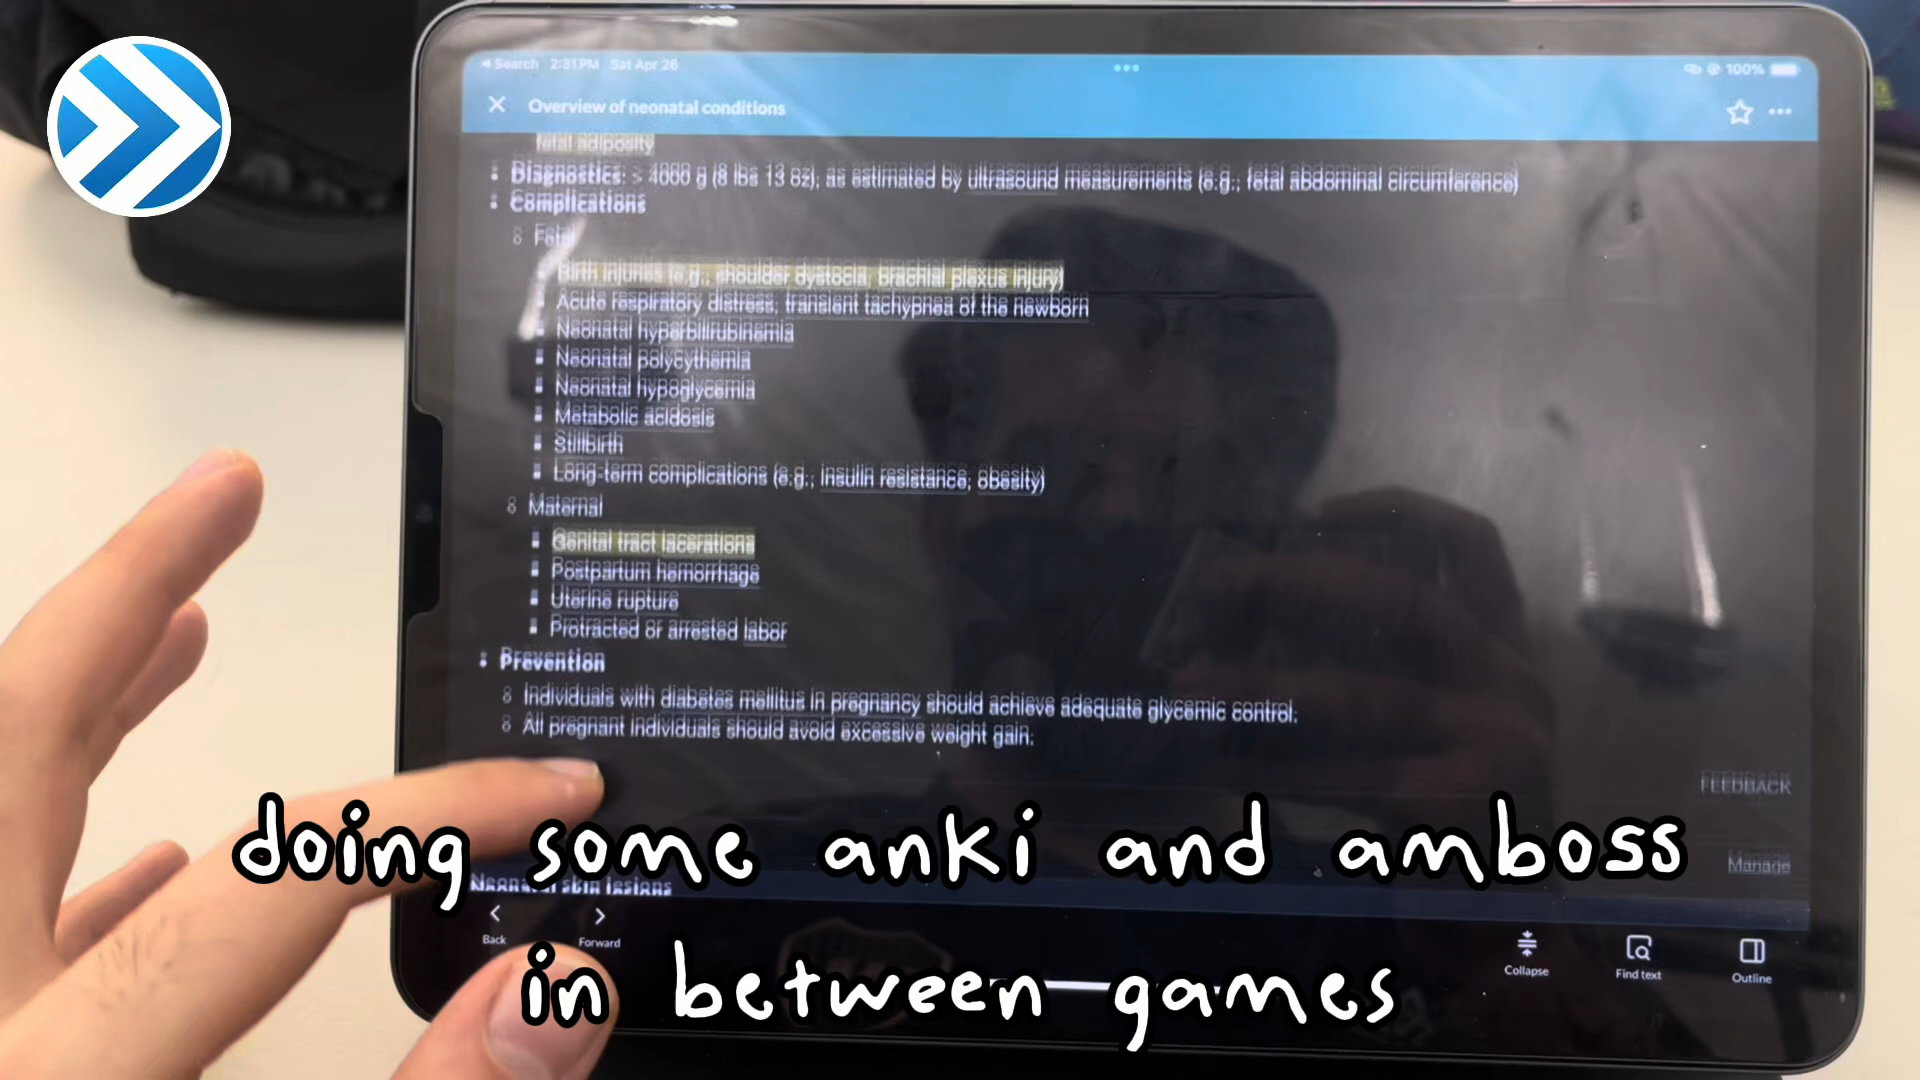 Search 2:31 PM Sat Apr 26 100%
Overview of neonatal conditions
fetal adiposity
Diagnostics: > 4000 g (8 lbs 13 oz), as estimated by ultrasound measurements (e.g., fetal abdominal circumference)
Complications
Fetal
Birth injuries (e.g., shoulder dystocia, brachial plexus injury)
Acute respiratory distress, transient tachypnea of the newborn
Neonatal hyperbilirubinemia
Neonatal polycythemia
Neonatal hypoglycemia
Metabolic acidosis
Stillbirth
Long-term complications (e.g., insulin resistance, obesity)
Maternal
Genital tract lacerations
Postpartum hemorrhage
Uterine rupture
Protracted or arrested labor
Prevention
Individuals with diabetes mellitus in pregnancy should achieve adequate glycemic control.
All pregnant individuals should avoid excessive weight gain.
FEEDBACK
doing some anki and amboss
Manage
Neonatal skin lesions
Back
Forward
in between games
Collapse
Find text
Outline